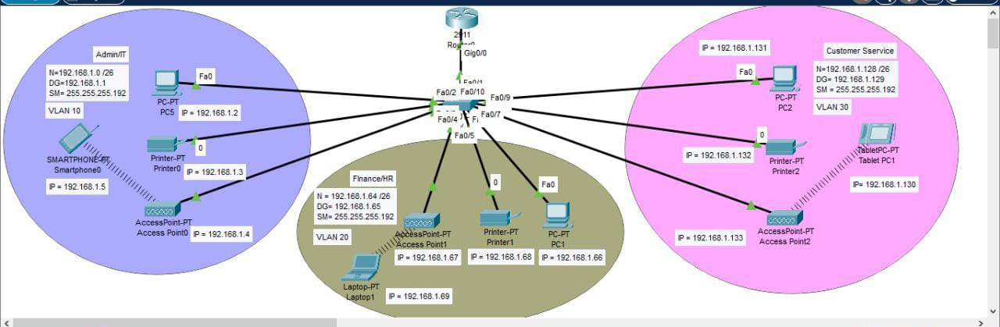 2911
Router0
Gig0/0
Fa0/1
Fa0/2
Fa0/10
Fa0/9
Fa0/7
Fa0/4
Fa0/5
Admin/IT
N=192.168.1.0 /26
DG=192.168.1.1
SM= 255.255.255.192
VLAN 10
Fa0
PC-PT
PC5
IP = 192.168.1.2
SMARTPHONE-PT
Smartphone0
IP = 192.168.1.5
0
Printer-PT
Printer0
IP = 192.168.1.3
AccessPoint-PT
Access Point0
IP = 192.168.1.4
FInance/HR
N = 192.168.1.64 /26
DG= 192.168.1.65
SM= 255.255.255.192
VLAN 20
AccessPoint-PT
Access Point1
IP = 192.168.1.67
0
Printer-PT
Printer1
IP = 192.168.1.68
Fa0
PC-PT
PC1
IP = 192.168.1.66
Laptop-PT
Laptop1
IP = 192.168.1.69
IP = 192.168.1.131
Customer Sservice
N=192.168.1.128 /26
DG= 192.168.1.129
SM = 255.255.255.192
VLAN 30
Fa0
PC-PT
PC2
0
Printer-PT
Printer2
IP = 192.168.1.132
TabletPC-PT
Tablet PC1
IP= 192.168.1.130
AccessPoint-PT
Access Point2
IP = 192.168.1.133